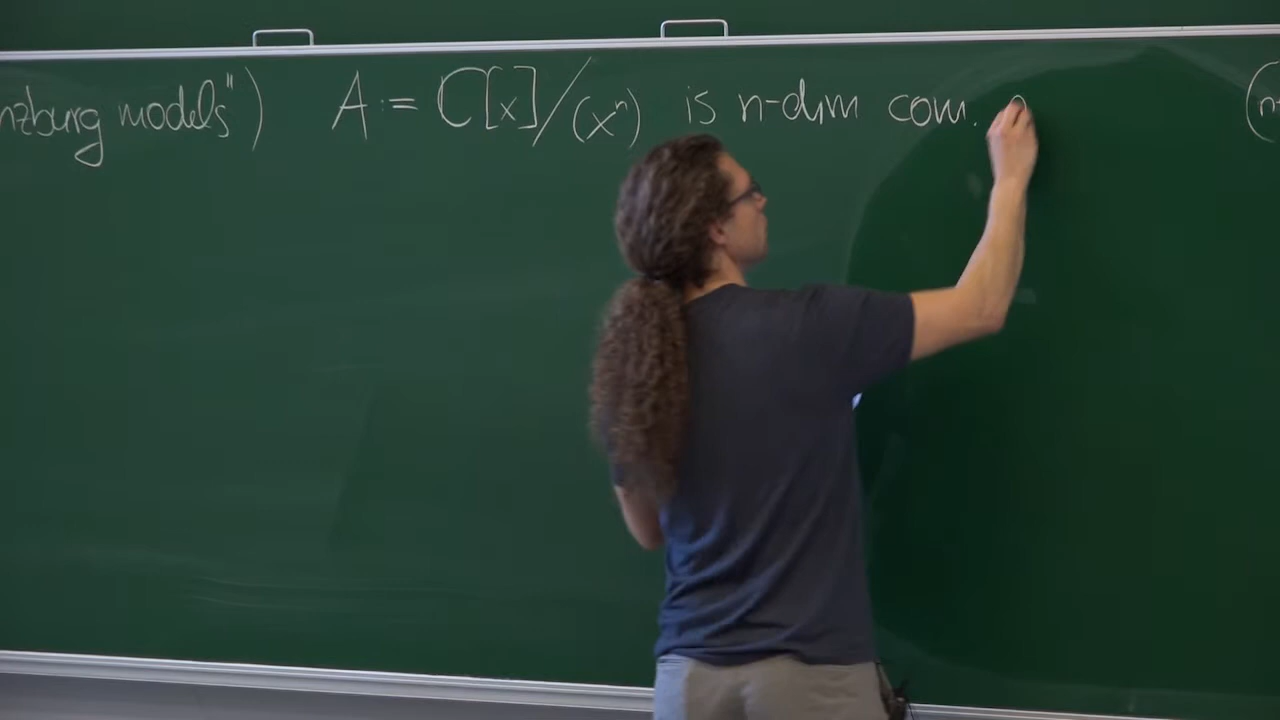 nzburg models") A := C[x]/(x^n) is n-dim com. a (n